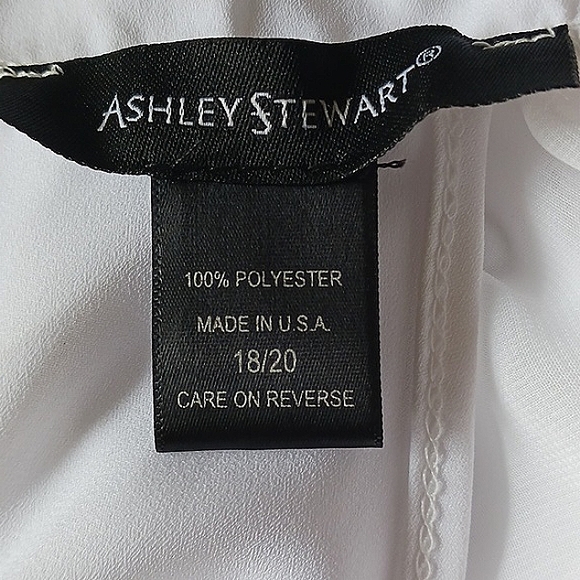 ASHLEY STEWART®
100% POLYESTER
MADE IN U.S.A.
18/20
CARE ON REVERSE